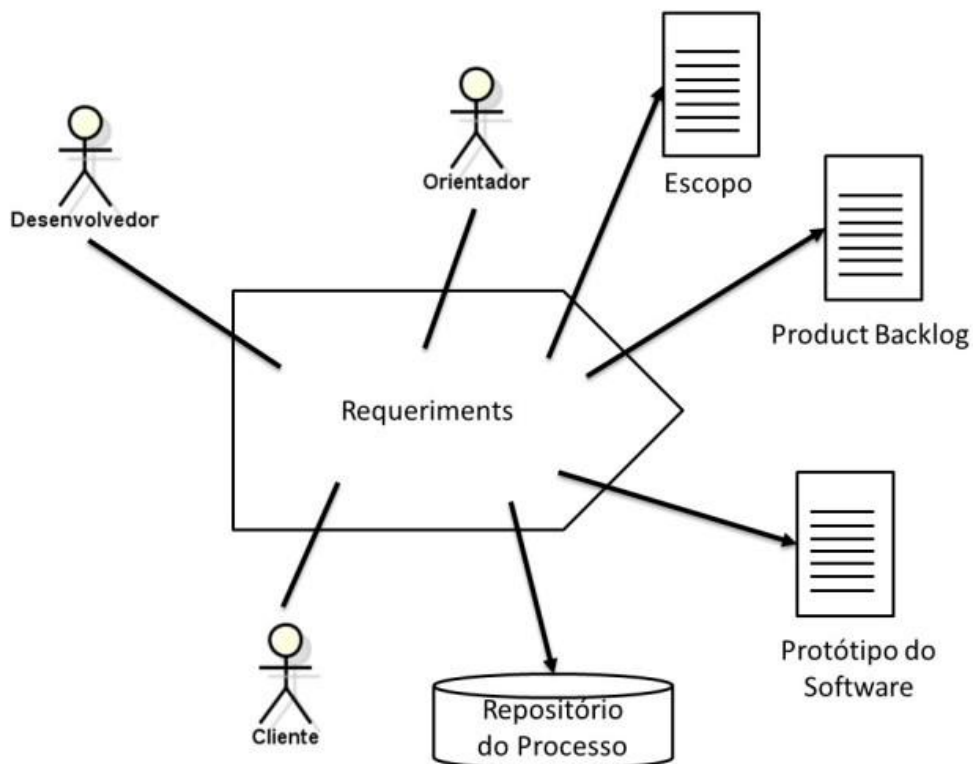 Orientador
Escopo
Desenvolvedor
Product Backlog
Requeriments
Protótipo do
Software
Cliente
Repositório
do Processo